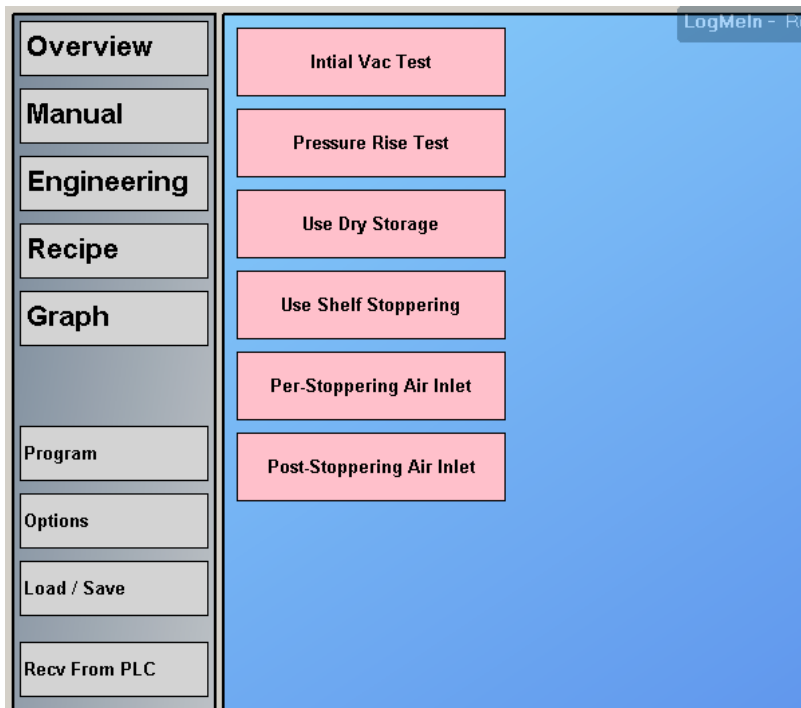 Overview
Manual
Engineering
Recipe
Graph
Program
Options
Load / Save
Recv From PLC
Intial Vac Test
Pressure Rise Test
Use Dry Storage
Use Shelf Stoppering
Per-Stoppering Air Inlet
Post-Stoppering Air Inlet
LogMeIn -